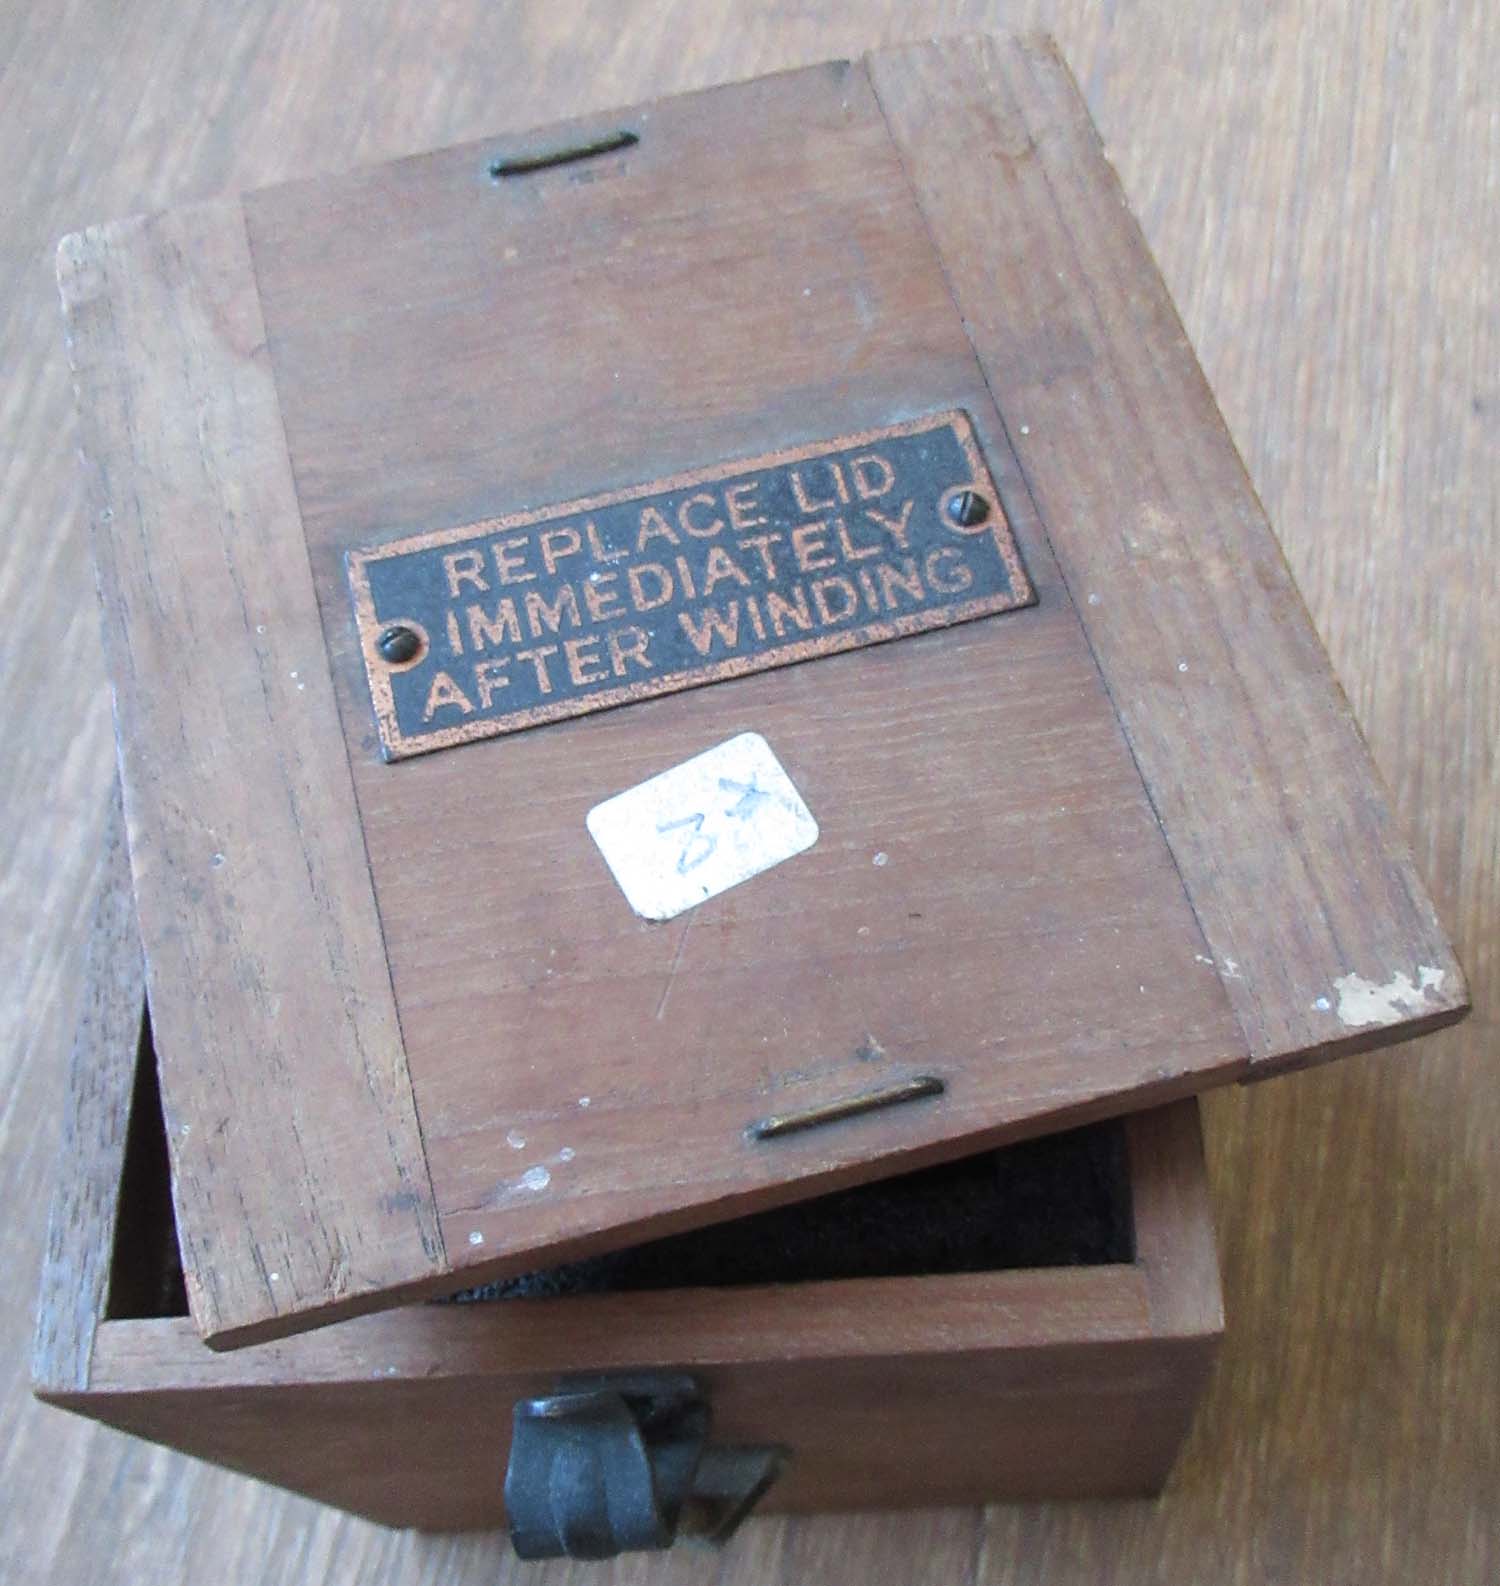 REPLACE LID
IMMEDIATELY
AFTER WINDING